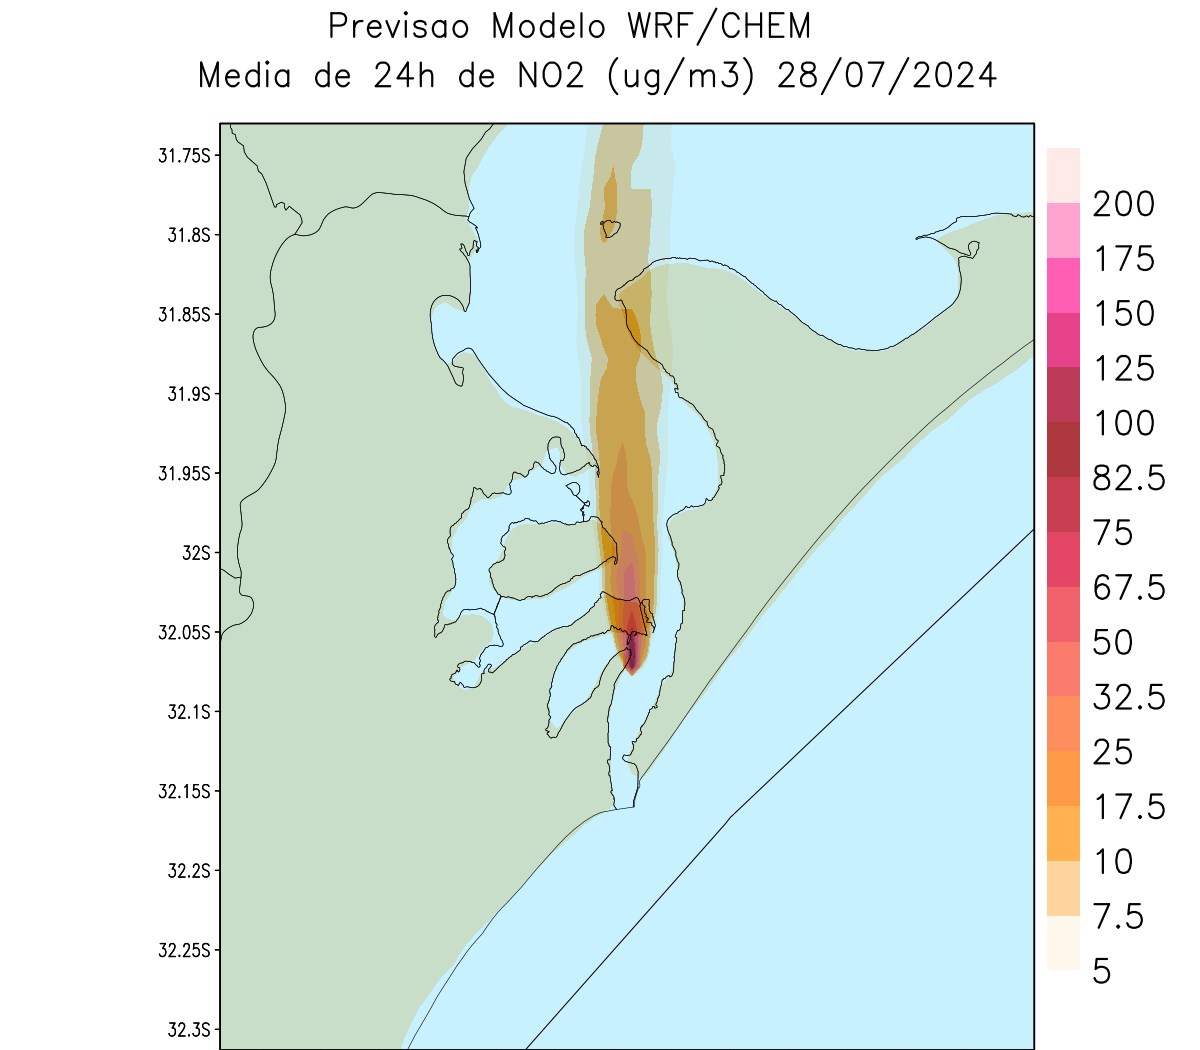 Previsao Modelo WRF/CHEM
Media de 24h de NO2 (ug/m3) 28/07/2024
31.75S
31.8S
31.85S
31.9S
31.95S
32S
32.05S
32.1S
32.15S
32.2S
32.25S
32.3S
200
175
150
125
100
82.5
75
67.5
50
32.5
25
17.5
10
7.5
5